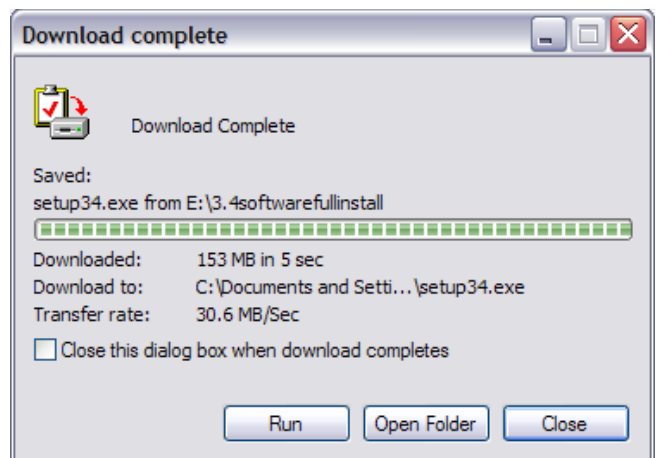 Download complete
Download Complete
Saved:
setup34.exe from E:\3.4softwarefullinstall
Downloaded: 153 MB in 5 sec
Download to: C:\Documents and Setti...\setup34.exe
Transfer rate: 30.6 MB/Sec
Close this dialog box when download completes
Run Open Folder Close